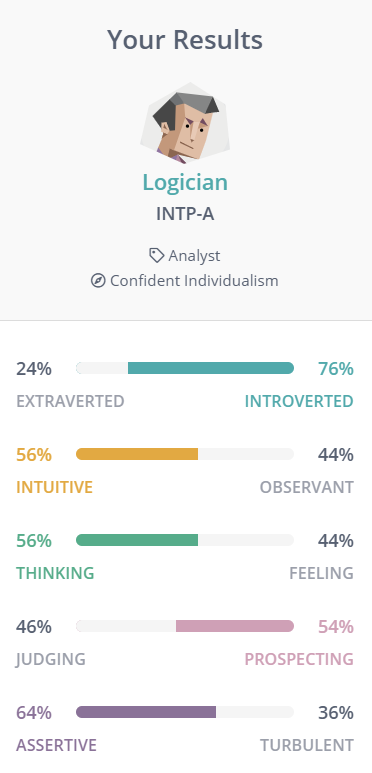 Your Results
Logician
INTP-A
Analyst
Confident Individualism
24% 76%
EXTRAVERTED INTROVERTED
56% 44%
INTUITIVE OBSERVANT
56% 44%
THINKING FEELING
46% 54%
JUDGING PROSPECTING
64% 36%
ASSERTIVE TURBULENT